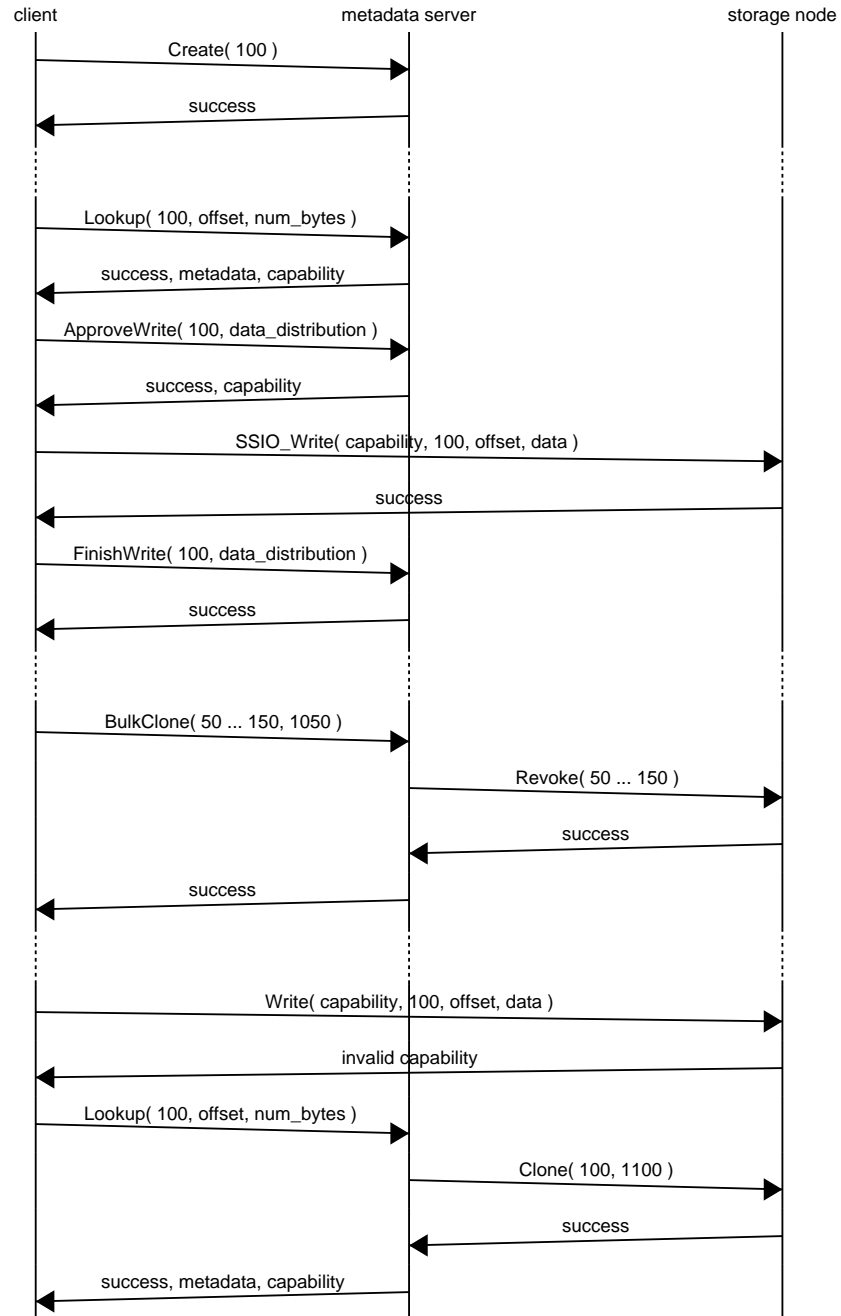 client
metadata server
storage node
Create( 100 )
success
Lookup( 100, offset, num_bytes )
success, metadata, capability
ApproveWrite( 100, data_distribution )
success, capability
SSIO_Write( capability, 100, offset, data )
success
FinishWrite( 100, data_distribution )
success
BulkClone( 50 ... 150, 1050 )
Revoke( 50 ... 150 )
success
success
Write( capability, 100, offset, data )
invalid capability
Lookup( 100, offset, num_bytes )
Clone( 100, 1100 )
success
success, metadata, capability